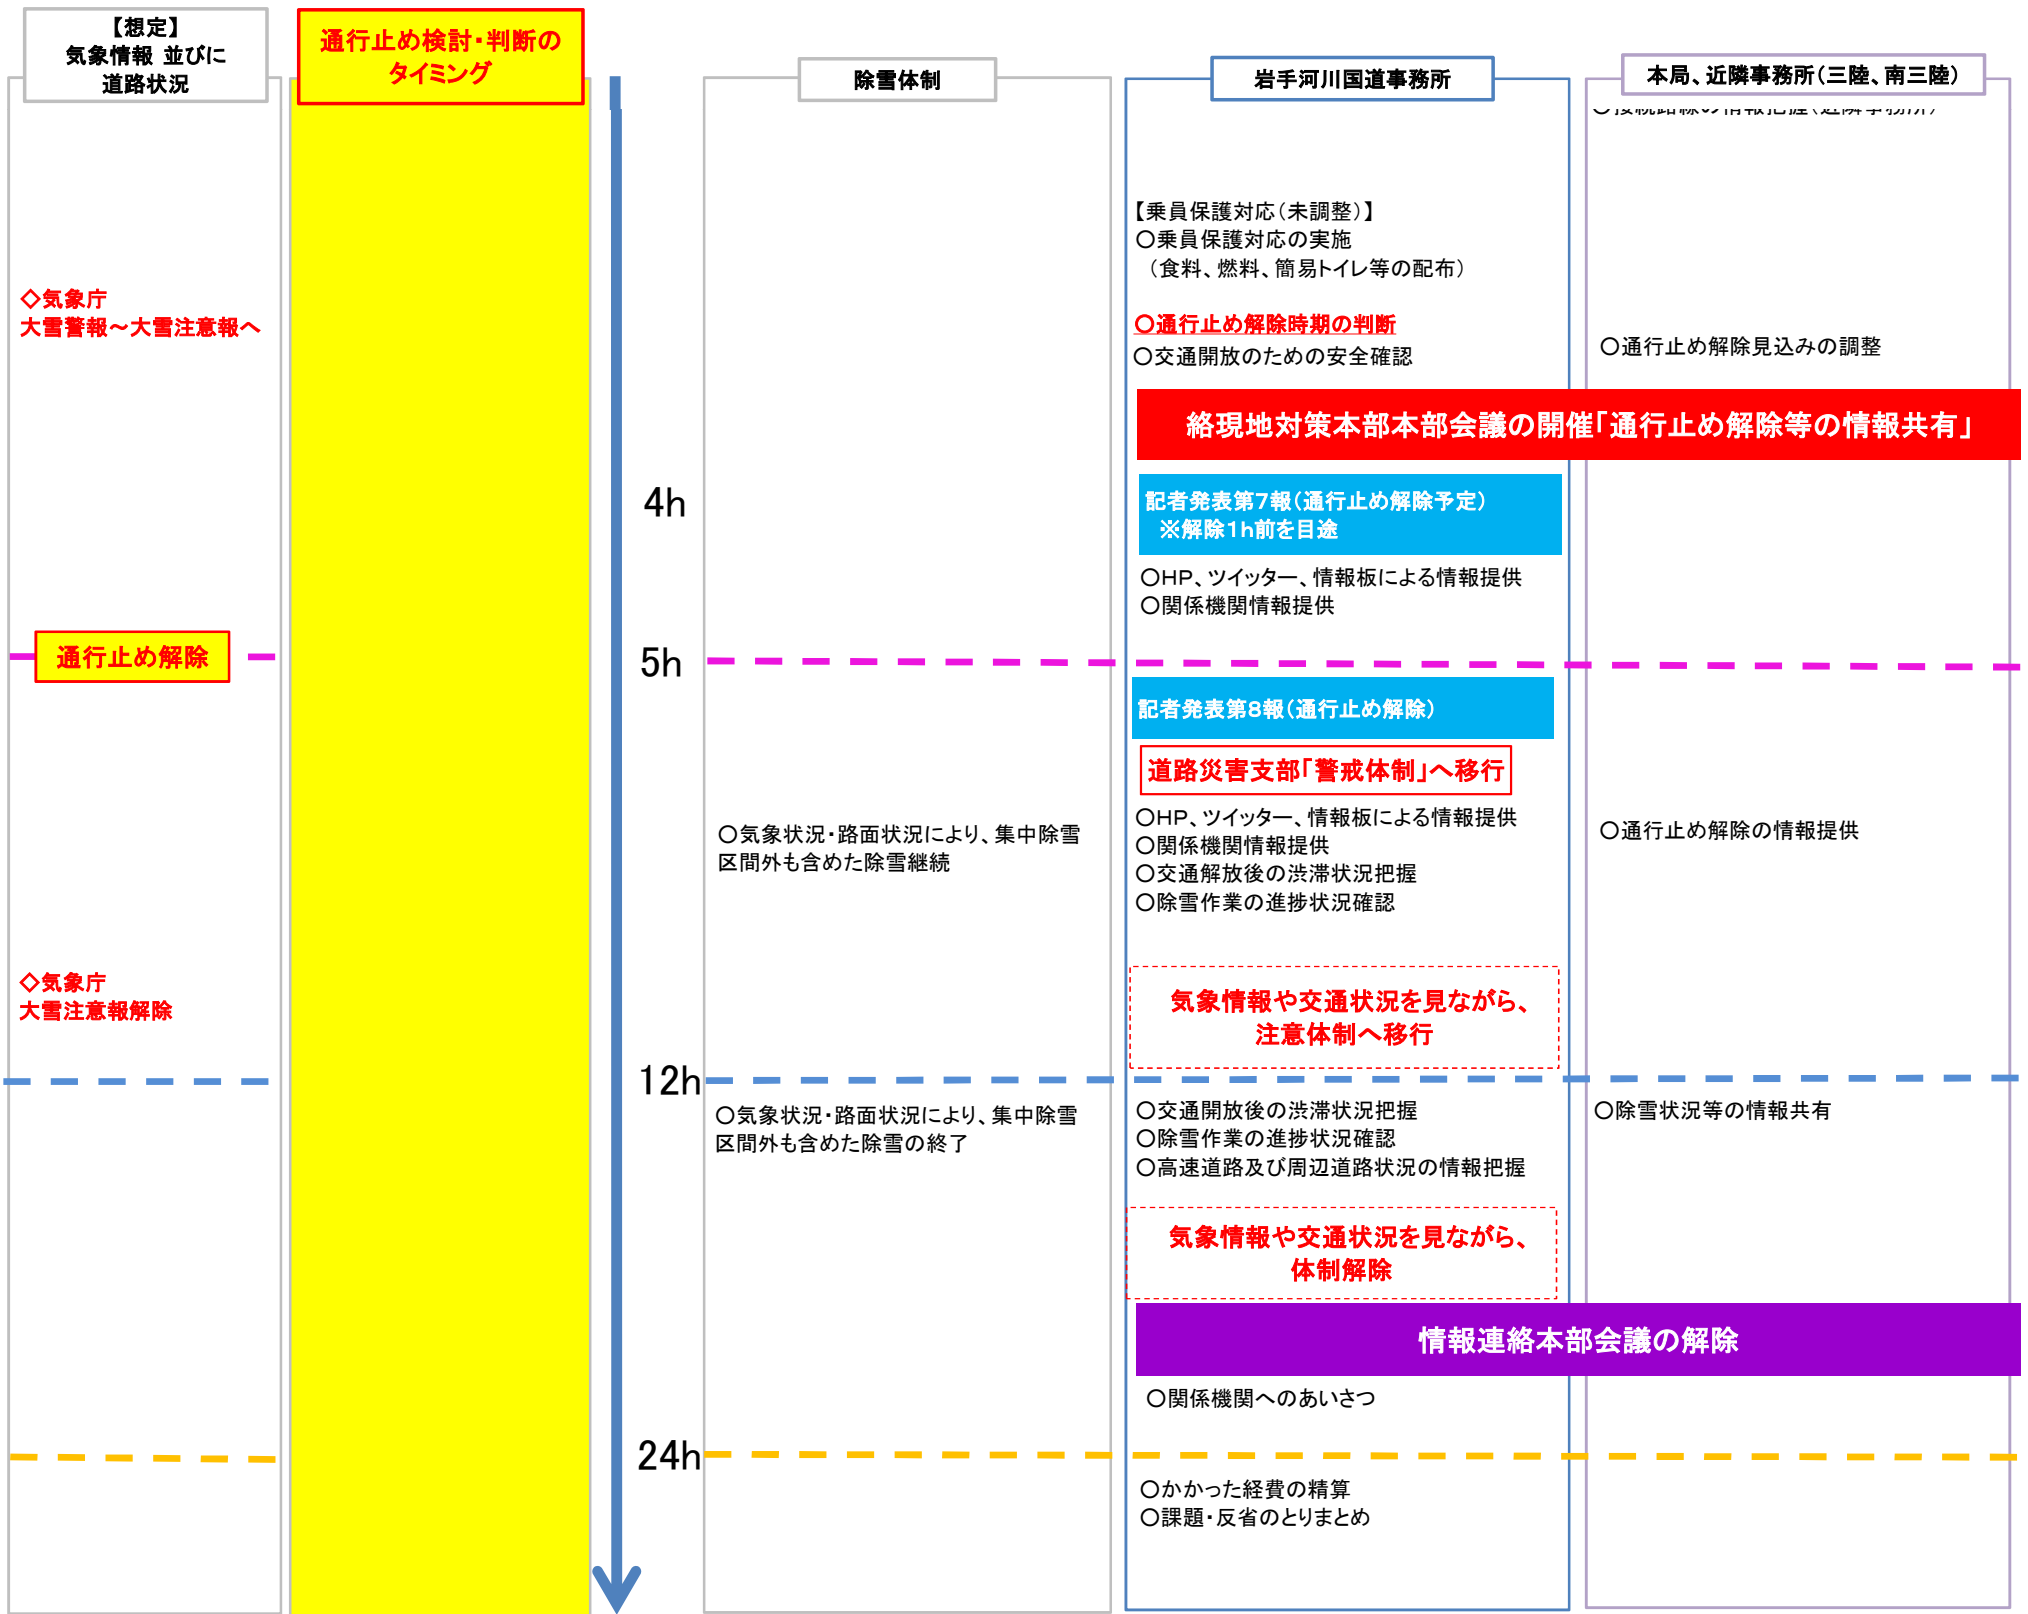 【想定】
気象情報 並びに
道路状況
通行止め検討・判断の
タイミング
除雪体制
岩手河川国道事務所
本局、近隣事務所（三陸、南三陸）
【乗員保護対応（未調整）】
〇乗員保護対応の実施
（食料、燃料、簡易トイレ等の配布）
◇気象庁
大雪警報～大雪注意報へ
〇通行止め解除時期の判断
〇交通開放のための安全確認
〇通行止め解除見込みの調整
絡現地対策本部本部会議の開催「通行止め解除等の情報共有」
4h
記者発表第７報（通行止め解除予定）
※解除１ｈ前を目途
〇ＨＰ、ツイッター、情報板による情報提供
〇関係機関情報提供
通行止め解除
5h
記者発表第８報（通行止め解除）
道路災害支部「警戒体制」へ移行
〇気象状況・路面状況により、集中除雪
区間外も含めた除雪継続
〇ＨＰ、ツイッター、情報板による情報提供
〇関係機関情報提供
〇交通解放後の渋滞状況把握
〇除雪作業の進捗状況確認
〇通行止め解除の情報提供
◇気象庁
大雪注意報解除
気象情報や交通状況を見ながら、
注意体制へ移行
12h
〇気象状況・路面状況により、集中除雪
区間外も含めた除雪の終了
〇交通開放後の渋滞状況把握
〇除雪作業の進捗状況確認
〇高速道路及び周辺道路状況の情報把握
〇除雪状況等の情報共有
気象情報や交通状況を見ながら、
体制解除
情報連絡本部会議の解除
〇関係機関へのあいさつ
24h
〇かかった経費の精算
〇課題・反省のとりまとめ